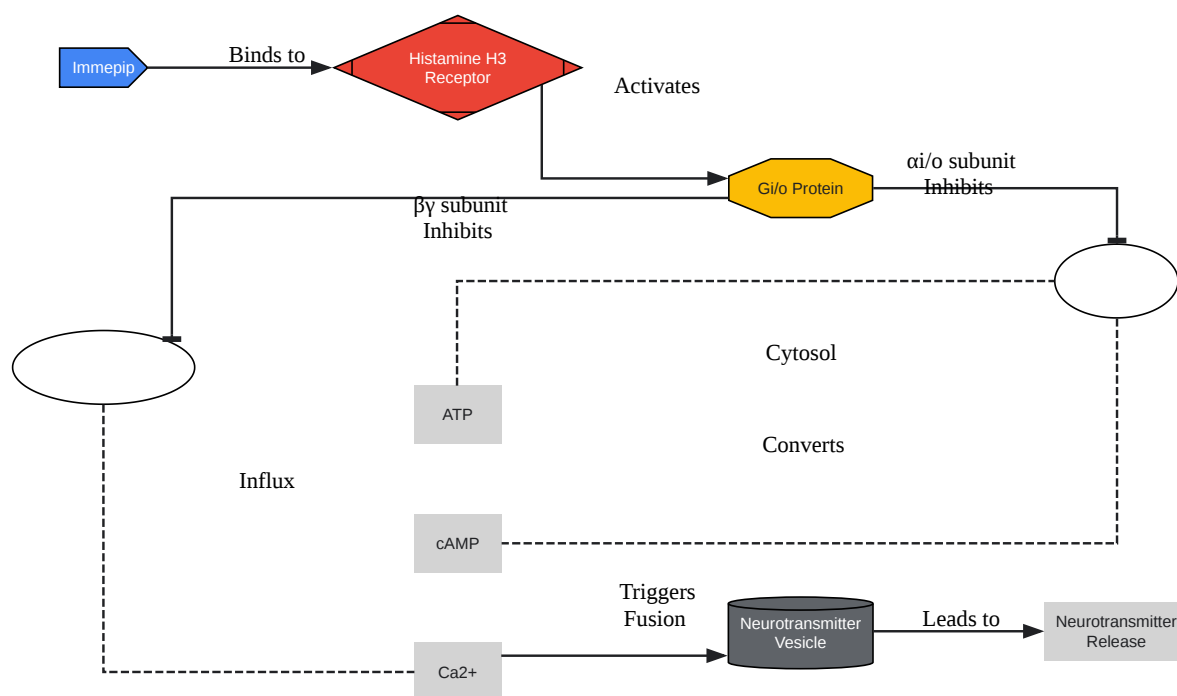 Immepip
Binds to
Histamine H3
Receptor
Activates
Gi/o Protein
αi/o subunit
Inhibits
βγ subunit
Inhibits
Cytosol
ATP
Converts
Influx
cAMP
Triggers
Fusion
Neurotransmitter
Vesicle
Leads to
Neurotransmitter
Release
Ca2+